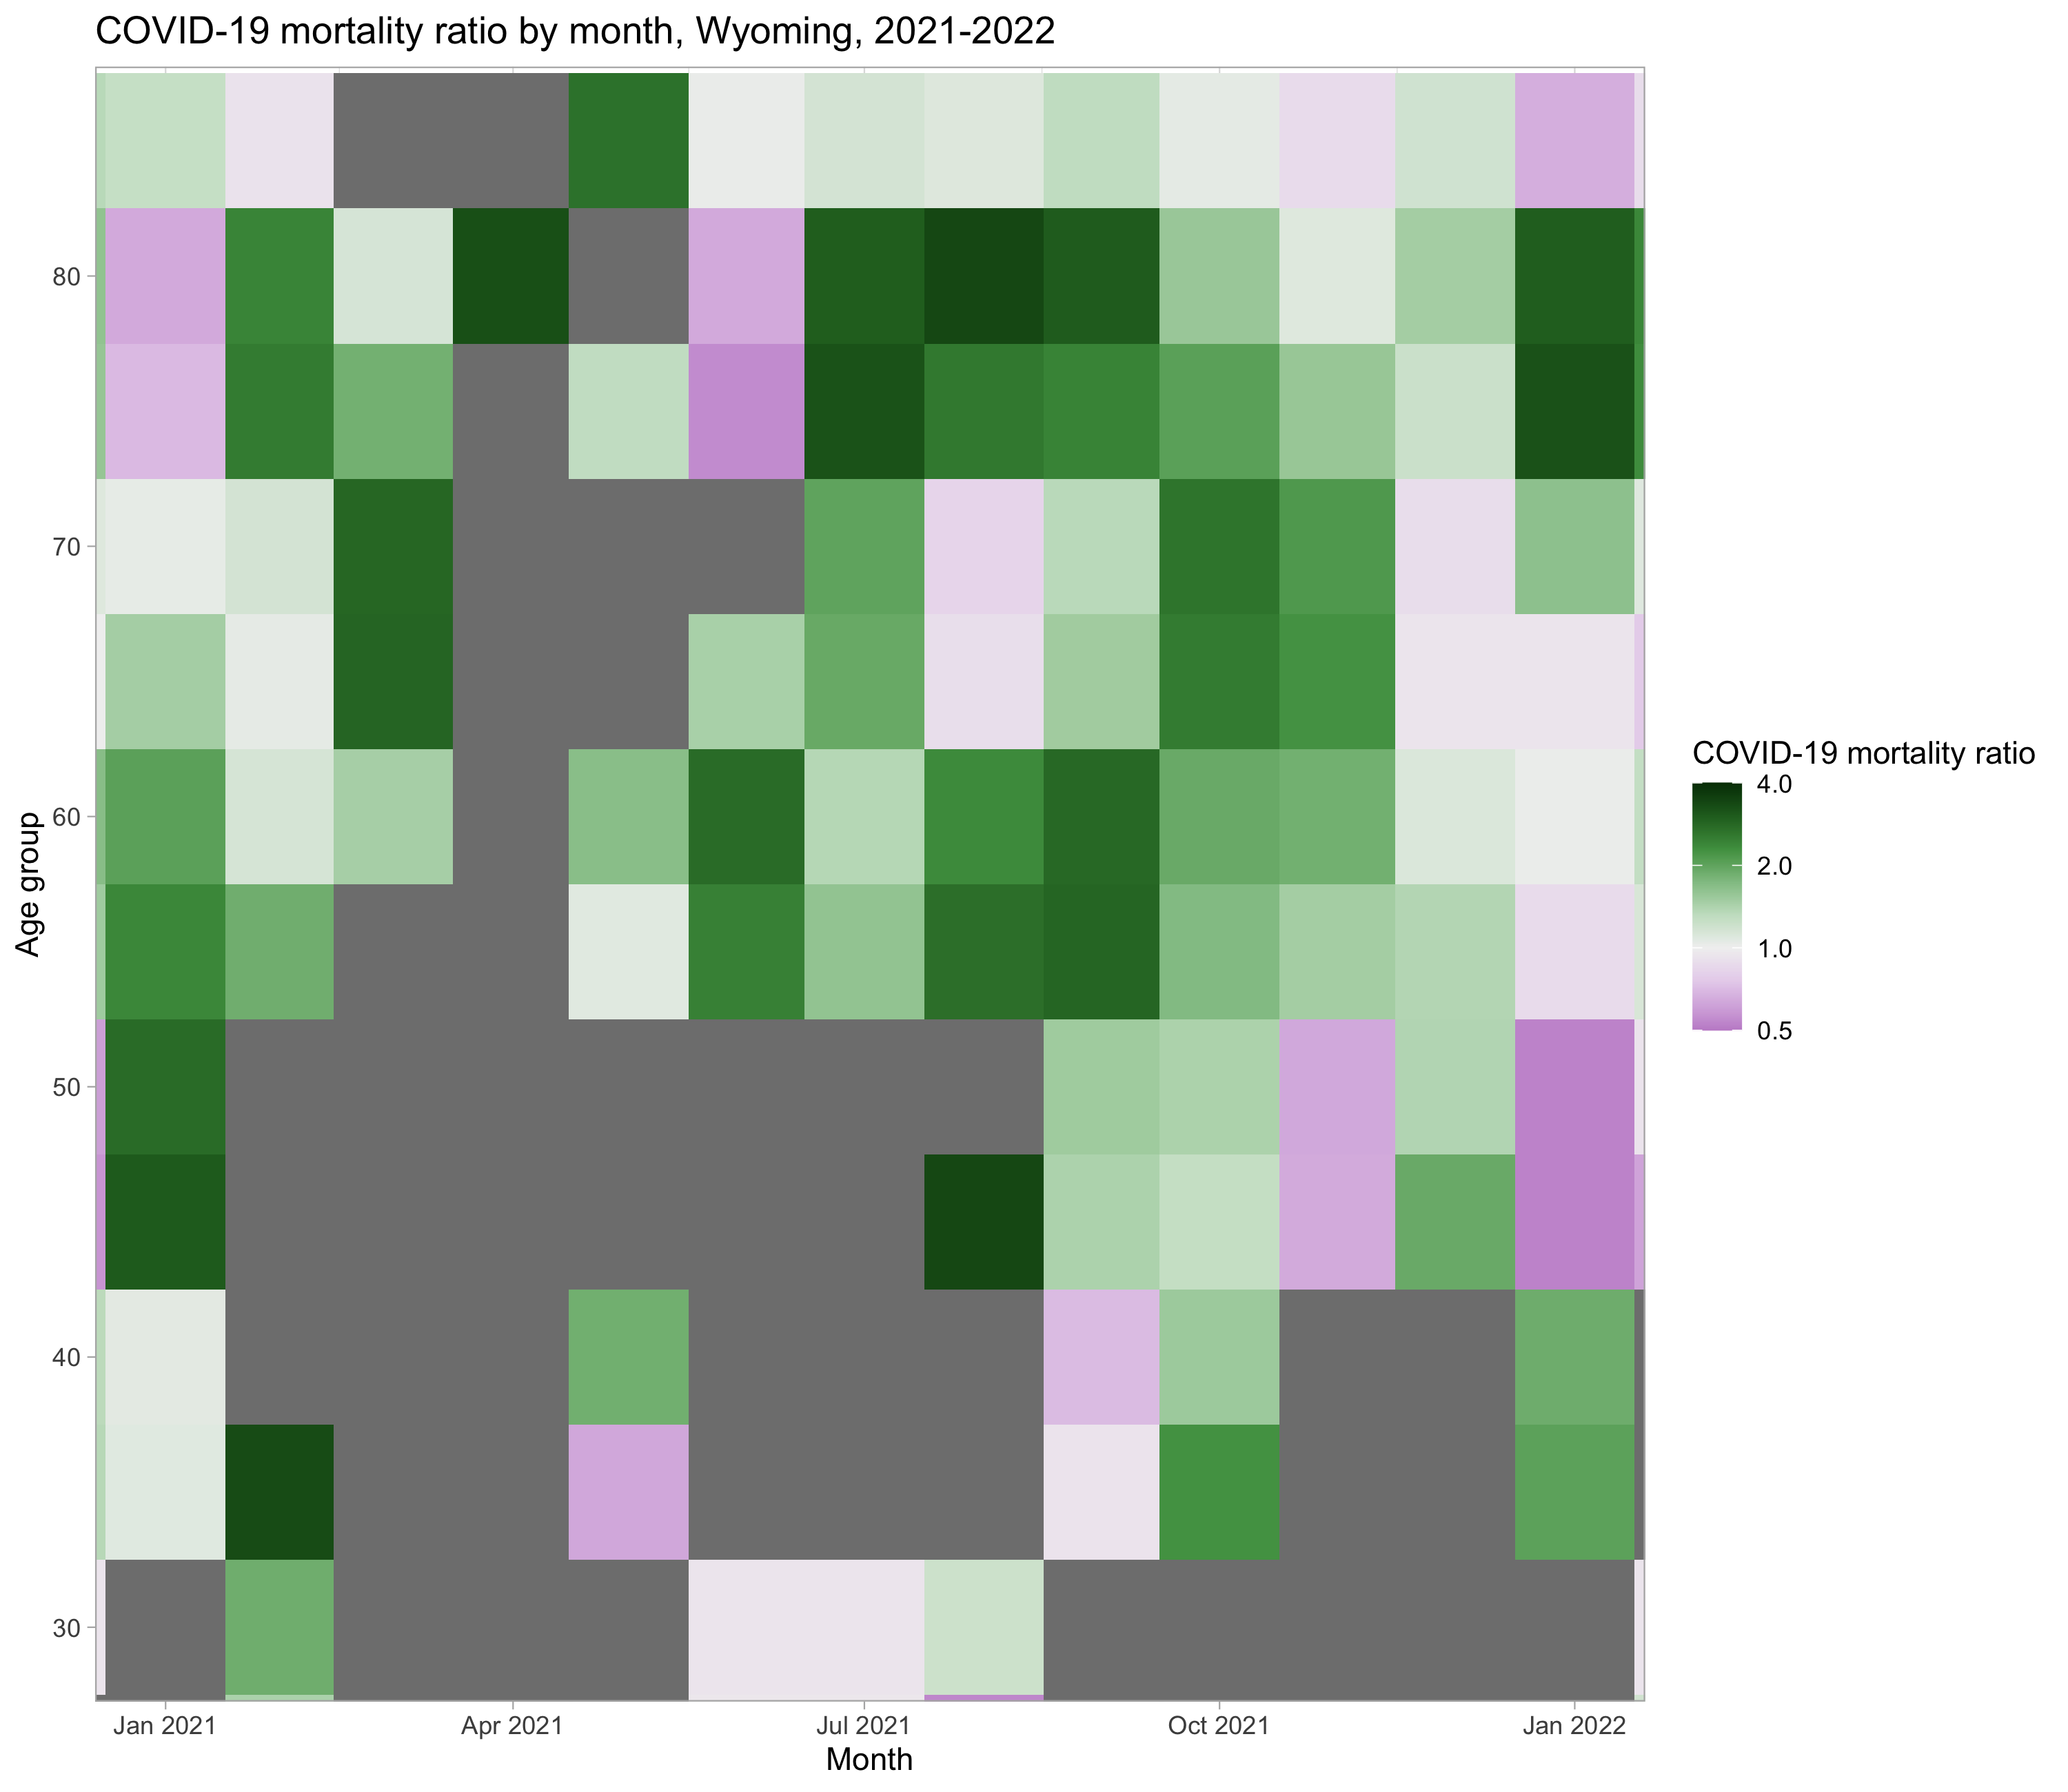 COVID-19 mortality ratio by month, Wyoming, 2021-2022
80
70
60
50
40
30
Age group
Jan 2021
Apr 2021
Jul 2021
Oct 2021
Jan 2022
Month
COVID-19 mortality ratio
4.0
2.0
1.0
0.5